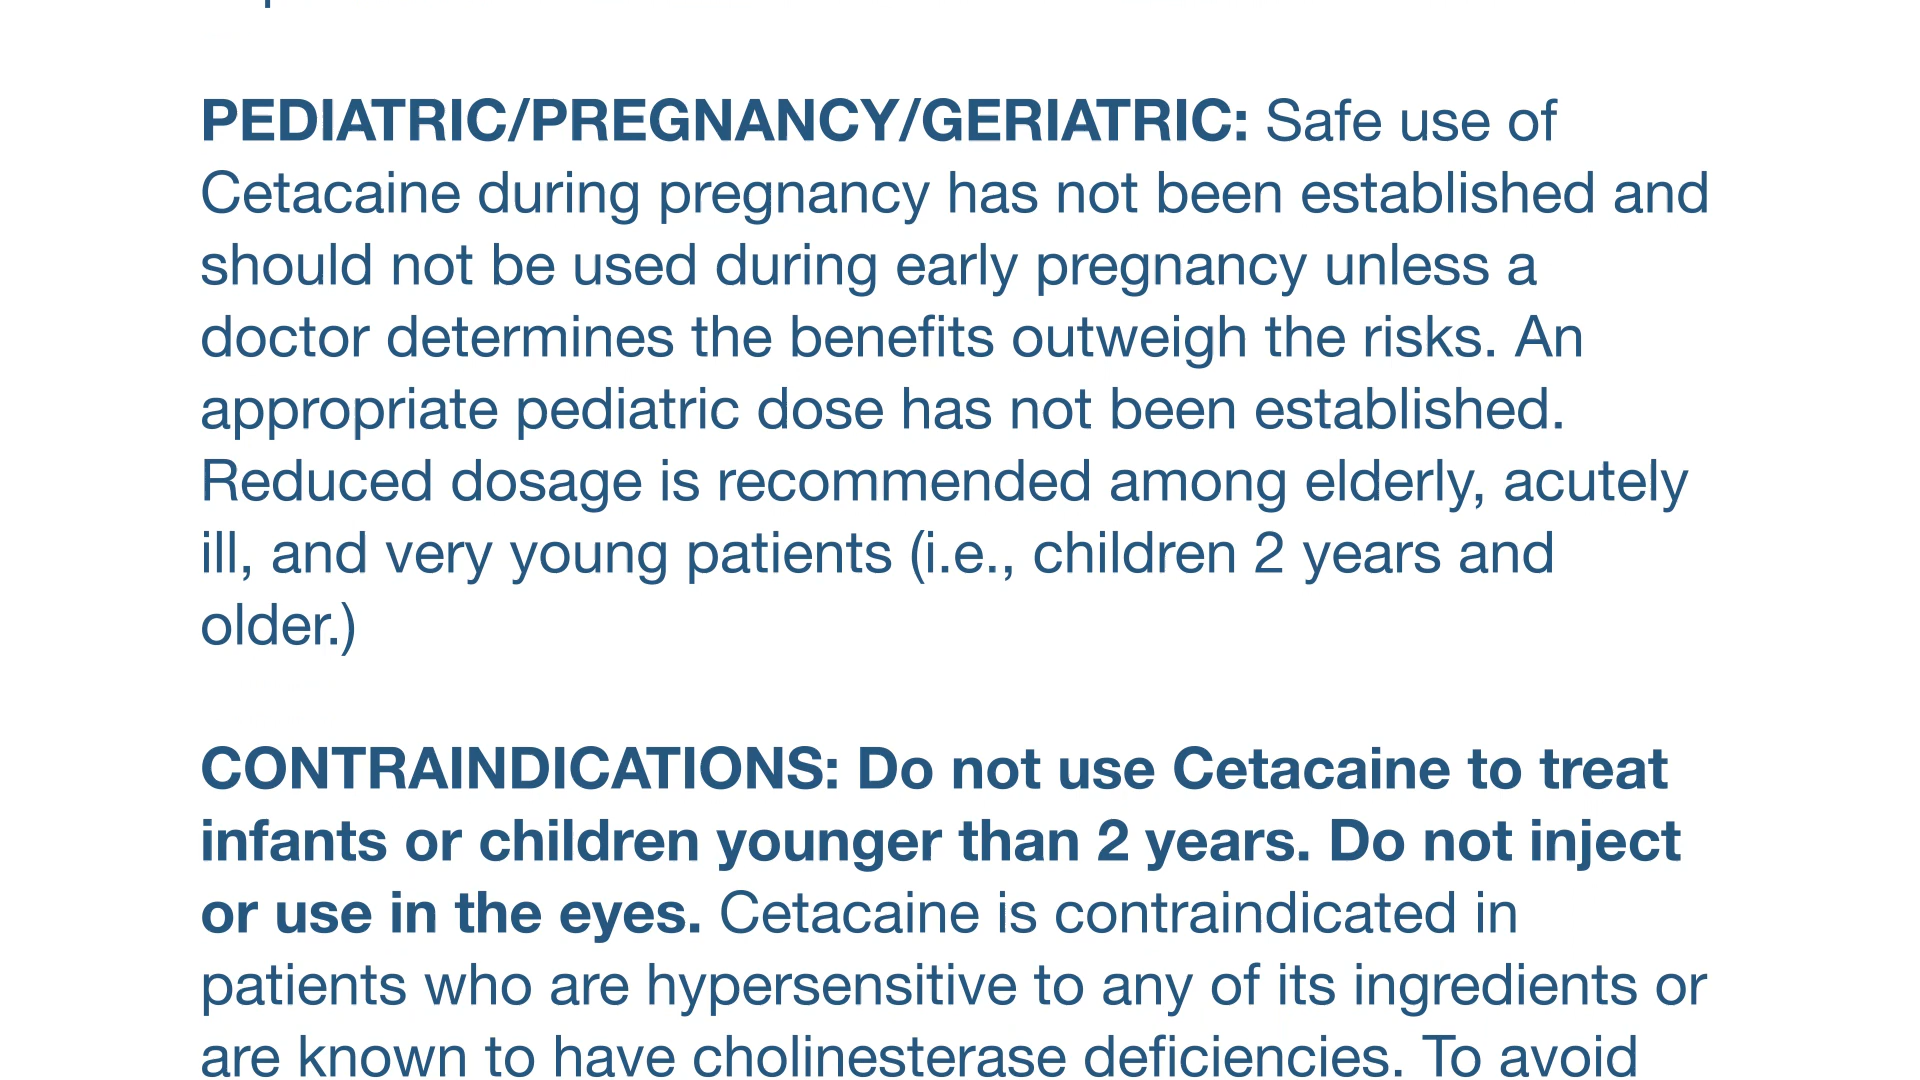 PEDIATRIC/PREGNANCY/GERIATRIC: Safe use of
Cetacaine during pregnancy has not been established and
should not be used during early pregnancy unless a
doctor determines the benefits outweigh the risks. An
appropriate pediatric dose has not been established.
Reduced dosage is recommended among elderly, acutely
ill, and very young patients (i.e., children 2 years and
older.)
CONTRAINDICATIONS: Do not use Cetacaine to treat
infants or children younger than 2 years. Do not inject
or use in the eyes. Cetacaine is contraindicated in
patients who are hypersensitive to any of its ingredients or
are known to have cholinesterase deficiencies. To avoid